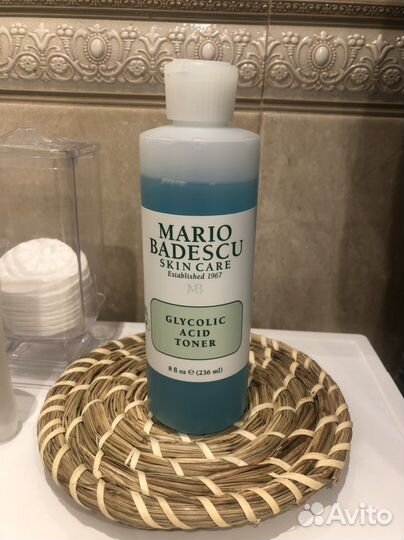 MARIO
BADESCU
SKIN CARE
Established 1967
MB
GLYCOLIC
ACID
TONER
8 fl oz e (236 ml)
Avito